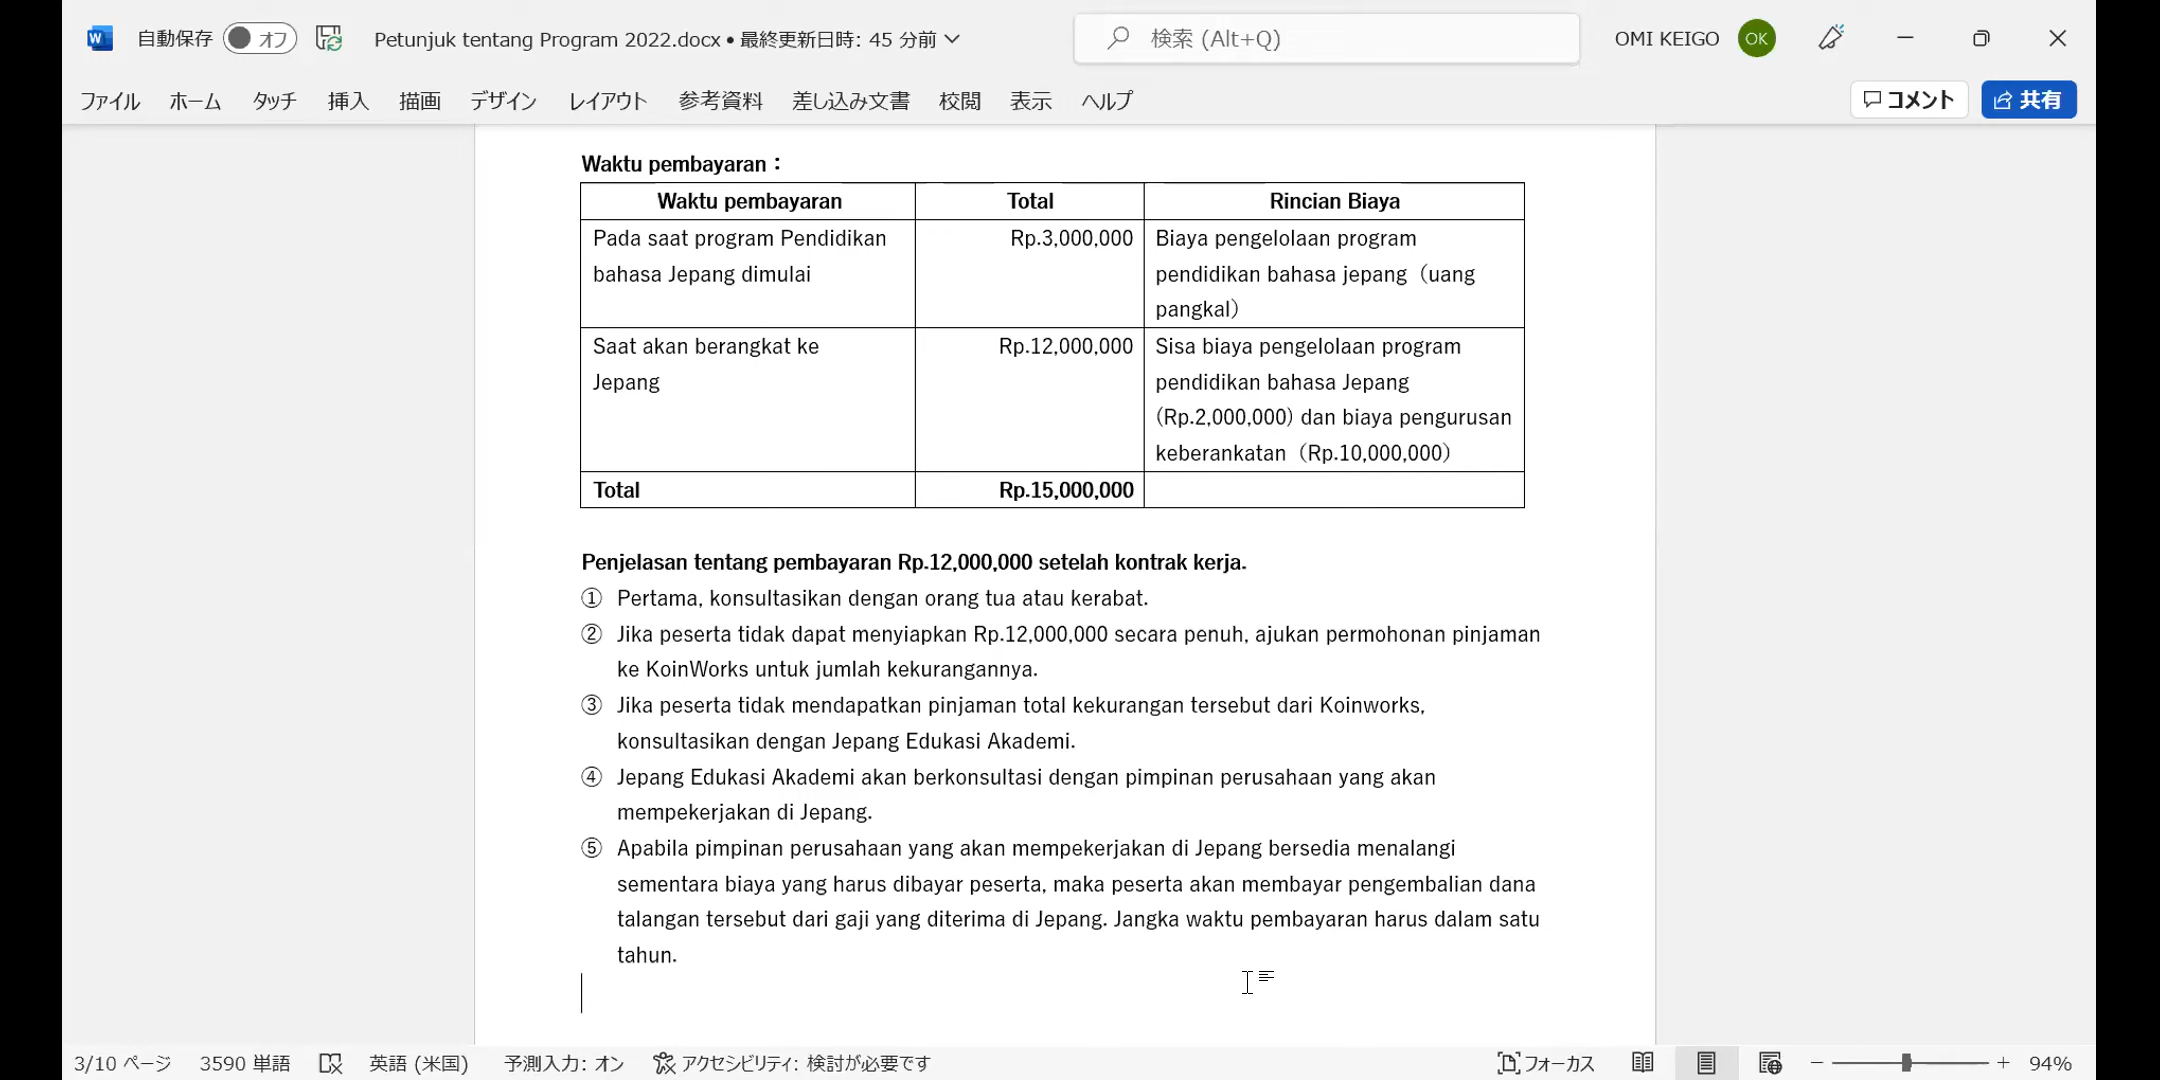 自動保存 オフ Petunjuk tentang Program 2022.docx • 最終更新日時: 45 分前 検索 (Alt+Q) OMI KEIGO OK
ファイル ホーム タッチ 挿入 描画 デザイン レイアウト 参考資料 差し込み文書 校閲 表示 ヘルプ コメント 共有
Waktu pembayaran：
Waktu pembayaran Total Rincian Biaya
Pada saat program Pendidikan Rp.3,000,000 Biaya pengelolaan program
bahasa Jepang dimulai pendidikan bahasa jepang（uang
pangkal）
Saat akan berangkat ke Rp.12,000,000 Sisa biaya pengelolaan program
Jepang pendidikan bahasa Jepang
(Rp.2,000,000) dan biaya pengurusan
keberankatan（Rp.10,000,000）
Total Rp.15,000,000
Penjelasan tentang pembayaran Rp.12,000,000 setelah kontrak kerja.
① Pertama, konsultasikan dengan orang tua atau kerabat.
② Jika peserta tidak dapat menyiapkan Rp.12,000,000 secara penuh, ajukan permohonan pinjaman
ke KoinWorks untuk jumlah kekurangannya.
③ Jika peserta tidak mendapatkan pinjaman total kekurangan tersebut dari Koinworks,
konsultasikan dengan Jepang Edukasi Akademi.
④ Jepang Edukasi Akademi akan berkonsultasi dengan pimpinan perusahaan yang akan
mempekerjakan di Jepang.
⑤ Apabila pimpinan perusahaan yang akan mempekerjakan di Jepang bersedia menalangi
sementara biaya yang harus dibayar peserta, maka peserta akan membayar pengembalian dana
talangan tersebut dari gaji yang diterima di Jepang. Jangka waktu pembayaran harus dalam satu
tahun.
3/10 ページ 3590 単語 英語 (米国) 予測入力: オン アクセシビリティ: 検討が必要です フォーカス 94%